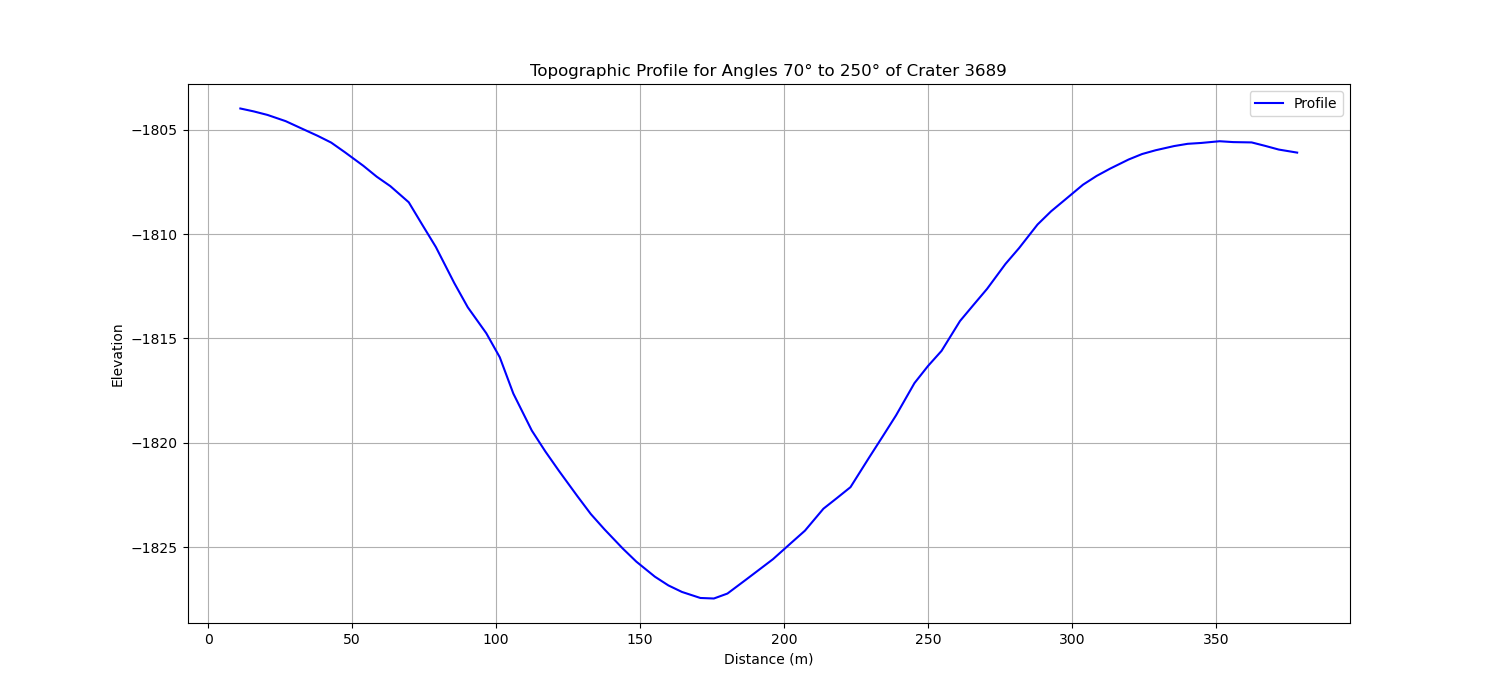 Topographic Profile for Angles 70° to 250° of Crater 3689
Profile
Elevation
−1805
−1810
−1815
−1820
−1825
0 50 100 150 200 250 300 350
Distance (m)